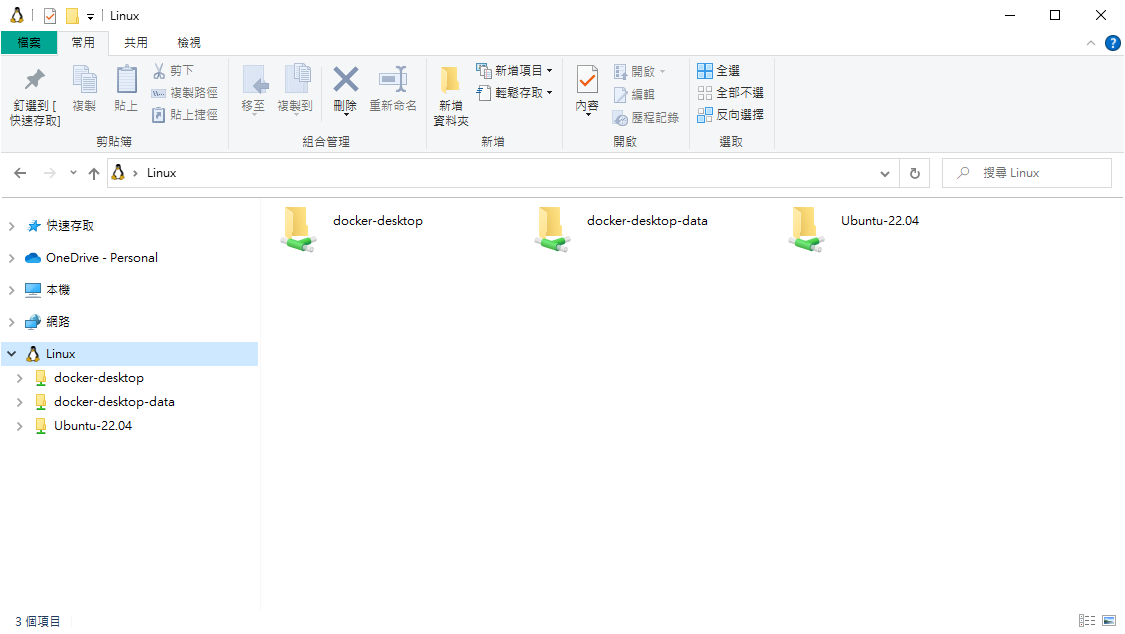 Linux
檔案 常用 共用 檢視
釘選到 [
快速存取]
複製
貼上
剪下
複製路徑
貼上捷徑
剪貼簿
移至
複製到
刪除
重新命名
組合管理
新增
資料夾
新增項目
輕鬆存取
新增
內容
開啟
編輯
歷程記錄
開啟
全選
全部不選
反向選擇
選取
Linux
搜尋 Linux
快速存取
OneDrive - Personal
本機
網路
Linux
docker-desktop
docker-desktop-data
Ubuntu-22.04
docker-desktop
docker-desktop-data
Ubuntu-22.04
3 個項目